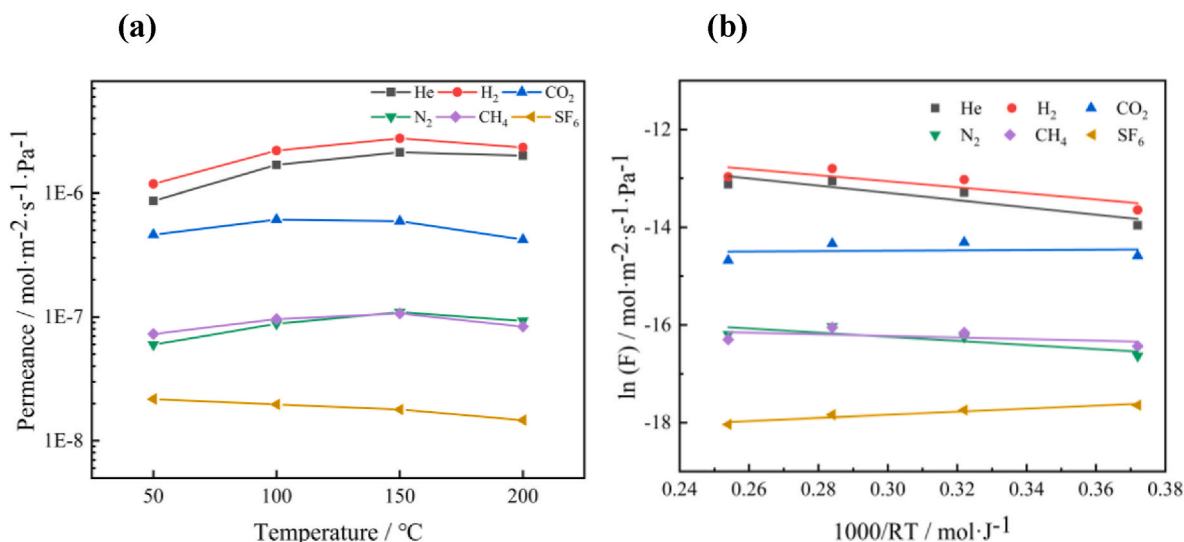 (a)
He H₂ CO₂
N₂ CH₄ SF₆
1E-6
1E-7
1E-8
Permeance / mol·m⁻²·s⁻¹·Pa⁻¹
50 100 150 200
Temperature / °C
(b)
He H₂ CO₂
N₂ CH₄ SF₆
-12
-14
-16
-18
ln (F) / mol·m⁻²·s⁻¹·Pa⁻¹
0.24 0.26 0.28 0.30 0.32 0.34 0.36 0.38
1000/RT / mol·J⁻¹